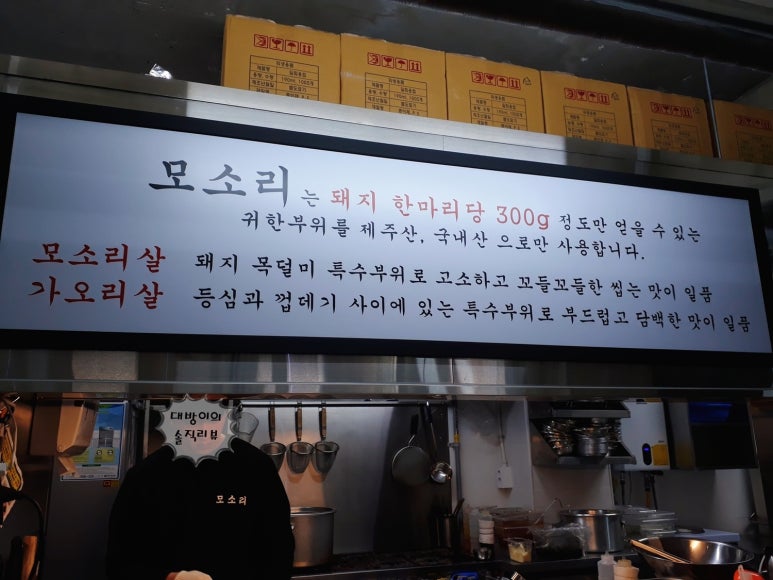 모소리는 돼지 한마리당 300g 정도만 얻을 수 있는
귀한부위를 제주산, 국내산 으로만 사용합니다.
모소리살 돼지 목덜미 특수부위로 고소하고 꼬들꼬들한 씹는 맛이 일품
가오리살 등심과 껍데기 사이에 있는 특수부위로 부드럽고 담백한 맛이 일품
대방이의
솔직리뷰
모소리